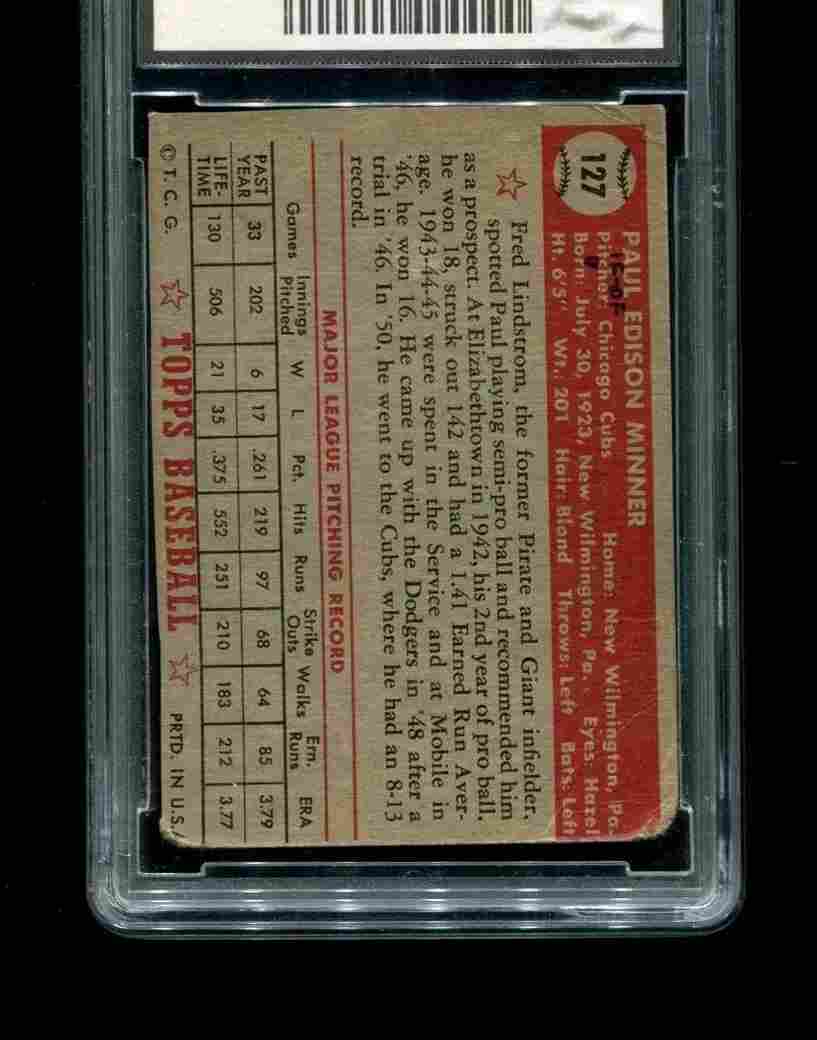 127
PAUL EDISON MINNER
Pitcher: Chicago Cubs Home: New Wilmington, Pa.
Born: July 30, 1923, New Wilmington, Pa. Eyes: Hazel
Ht. 6'5" Wt.: 201 Hair: Blond Throws: Left Bats: Left
Fred Lindstrom, the former Pirate and Giant infielder,
spotted Paul playing semi-pro ball and recommended him
as a prospect. At Elizabethtown in 1942, his 2nd year of pro ball,
he won 18, struck out 142 and had a 1.41 Earned Run Aver-
age. 1943-44-45 were spent in the Service and at Mobile in
'46, he won 16. He came up with the Dodgers in '48 after a
trial in '46. In '50, he went to the Cubs, where he had an 8-13
record.
MAJOR LEAGUE PITCHING RECORD
Games Innings Pitched W L Pct. Hits Runs Strike Outs Walks Ern. Runs ERA
PAST YEAR 33 202 6 17 .261 219 97 68 64 85 3.79
LIFE-TIME 130 506 21 35 .375 552 251 210 183 212 3.77
© T. C. G. TOPPS BASEBALL PRTD. IN U.S.